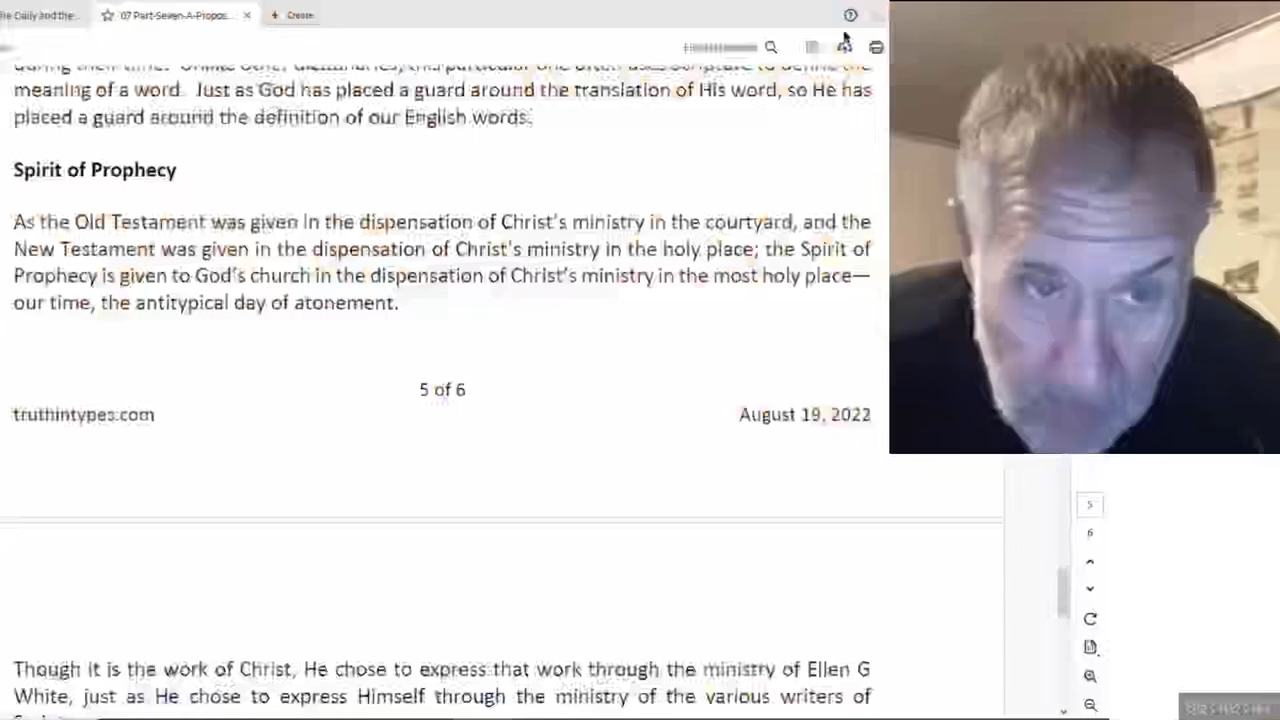 07 Part-Seven-A-Propos...
+ Create
meaning of a word. Just as God has placed a guard around the translation of His word, so He has
placed a guard around the definition of our English words.
Spirit of Prophecy
As the Old Testament was given in the dispensation of Christ's ministry in the courtyard, and the
New Testament was given in the dispensation of Christ's ministry in the holy place; the Spirit of
Prophecy is given to God's church in the dispensation of Christ's ministry in the most holy place—
our time, the antitypical day of atonement.
5 of 6
truthintypes.com
August 19, 2022
5
6
Though it is the work of Christ, He chose to express that work through the ministry of Ellen G
White, just as He chose to express Himself through the ministry of the various writers of